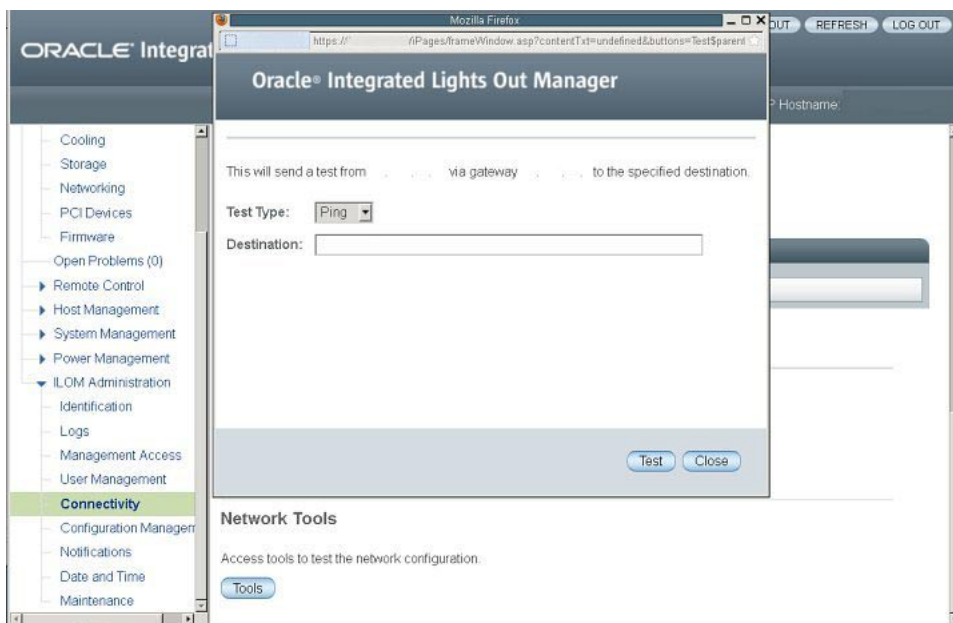 Mozilla Firefox
OUT REFRESH LOG OUT
https:// /iPages/frameWindow.asp?contentTxt=undefined&buttons=Test$parent
ORACLE® Integrat
Oracle® Integrated Lights Out Manager
P Hostname:
Cooling
Storage
Networking
PCI Devices
Firmware
Open Problems (0)
Remote Control
Host Management
System Management
Power Management
ILOM Administration
Identification
Logs
Management Access
User Management
Connectivity
Configuration Managem
Notifications
Date and Time
Maintenance
This will send a test from . . . via gateway . . . to the specified destination.
Test Type: Ping
Destination:
Test Close
Network Tools
Access tools to test the network configuration.
Tools